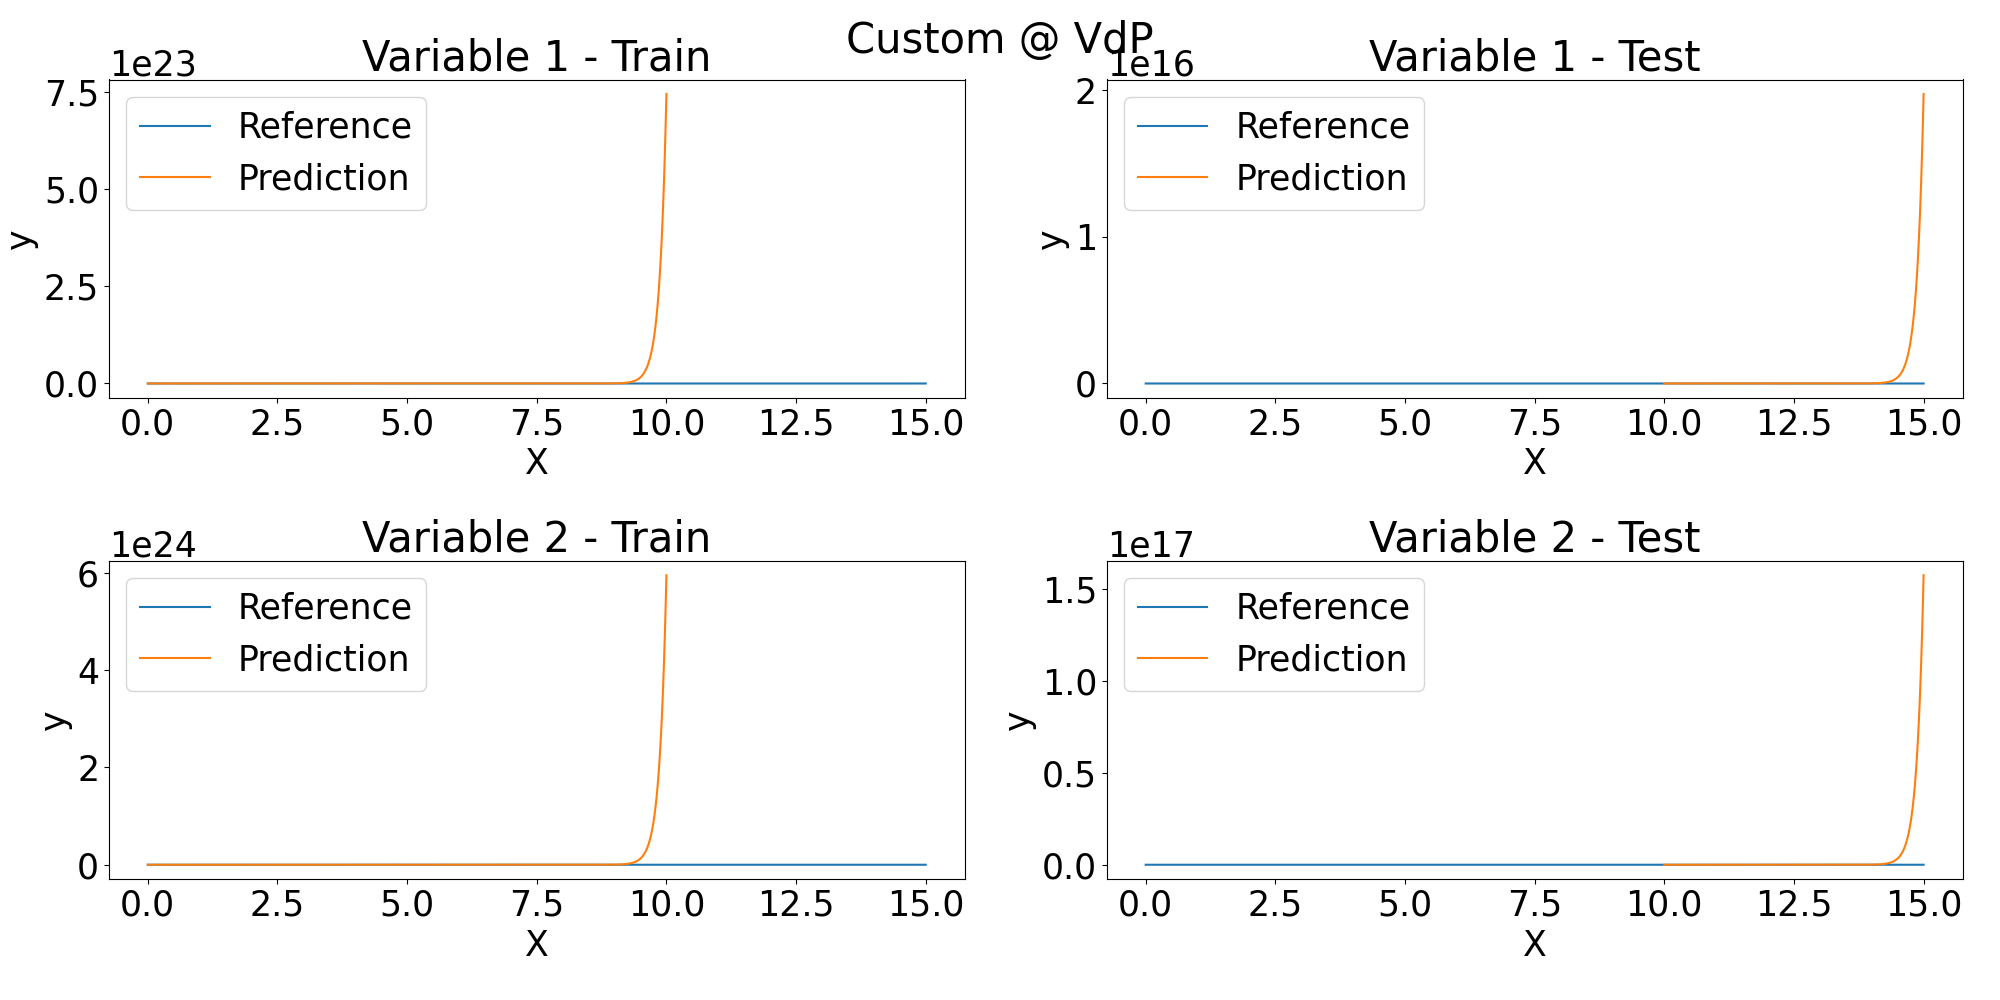 Custom @ VdP
Variable 1 - Train
1e23
7.5
5.0
2.5
0.0
y
Reference
Prediction
0.0 2.5 5.0 7.5 10.0 12.5 15.0
X
Variable 1 - Test
1e16
2
1
0
y
Reference
Prediction
0.0 2.5 5.0 7.5 10.0 12.5 15.0
X
Variable 2 - Train
1e24
6
4
2
0
y
Reference
Prediction
0.0 2.5 5.0 7.5 10.0 12.5 15.0
X
Variable 2 - Test
1e17
1.5
1.0
0.5
0.0
y
Reference
Prediction
0.0 2.5 5.0 7.5 10.0 12.5 15.0
X